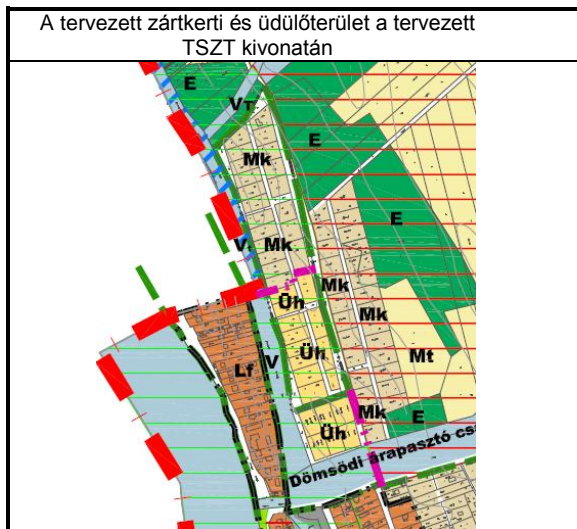 A tervezett zártkerti és üdülőterület a tervezett
TSZT kivonatán
E
VT
E
Mk
E
V
Mk
Mk
Üh
Mk
Üh
Lf
V
Mt
Mk
E
Üh
Dömsödi árapasztó cs